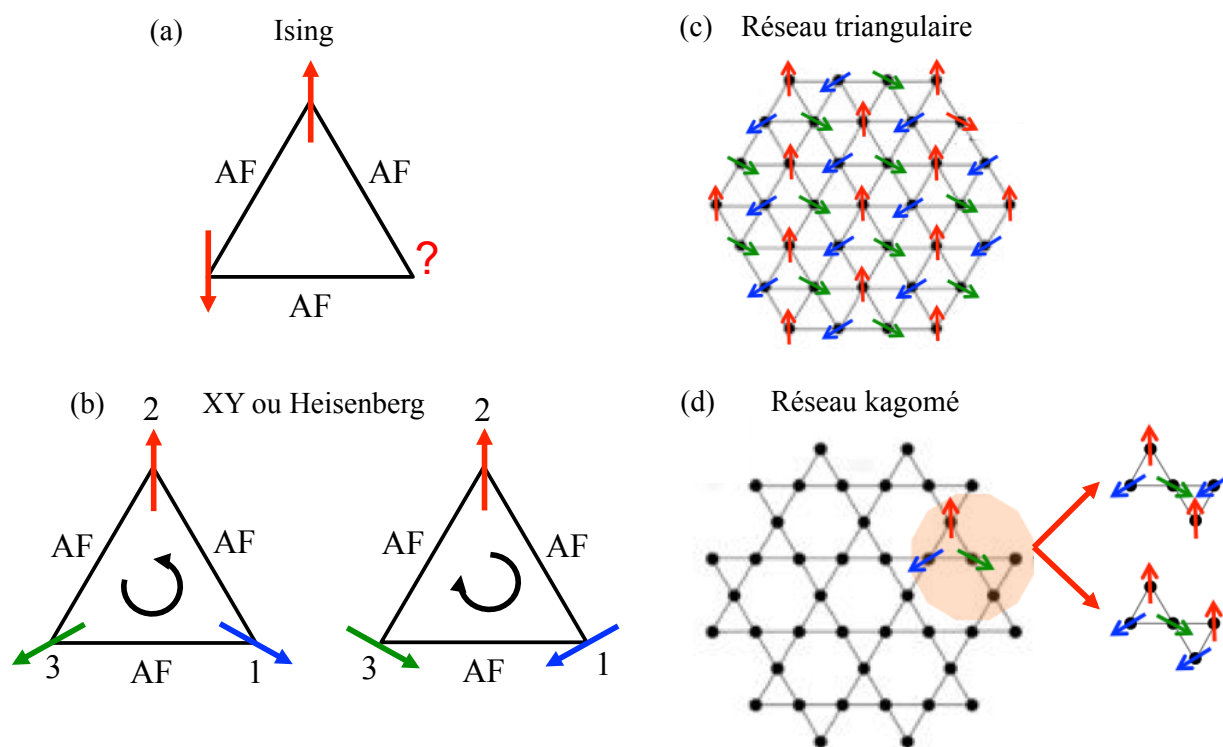 (a) Ising
AF AF
?
AF
(b) XY ou Heisenberg
2 2
AF AF AF AF
3 AF 1 3 AF 1
(c) Réseau triangulaire
(d) Réseau kagomé